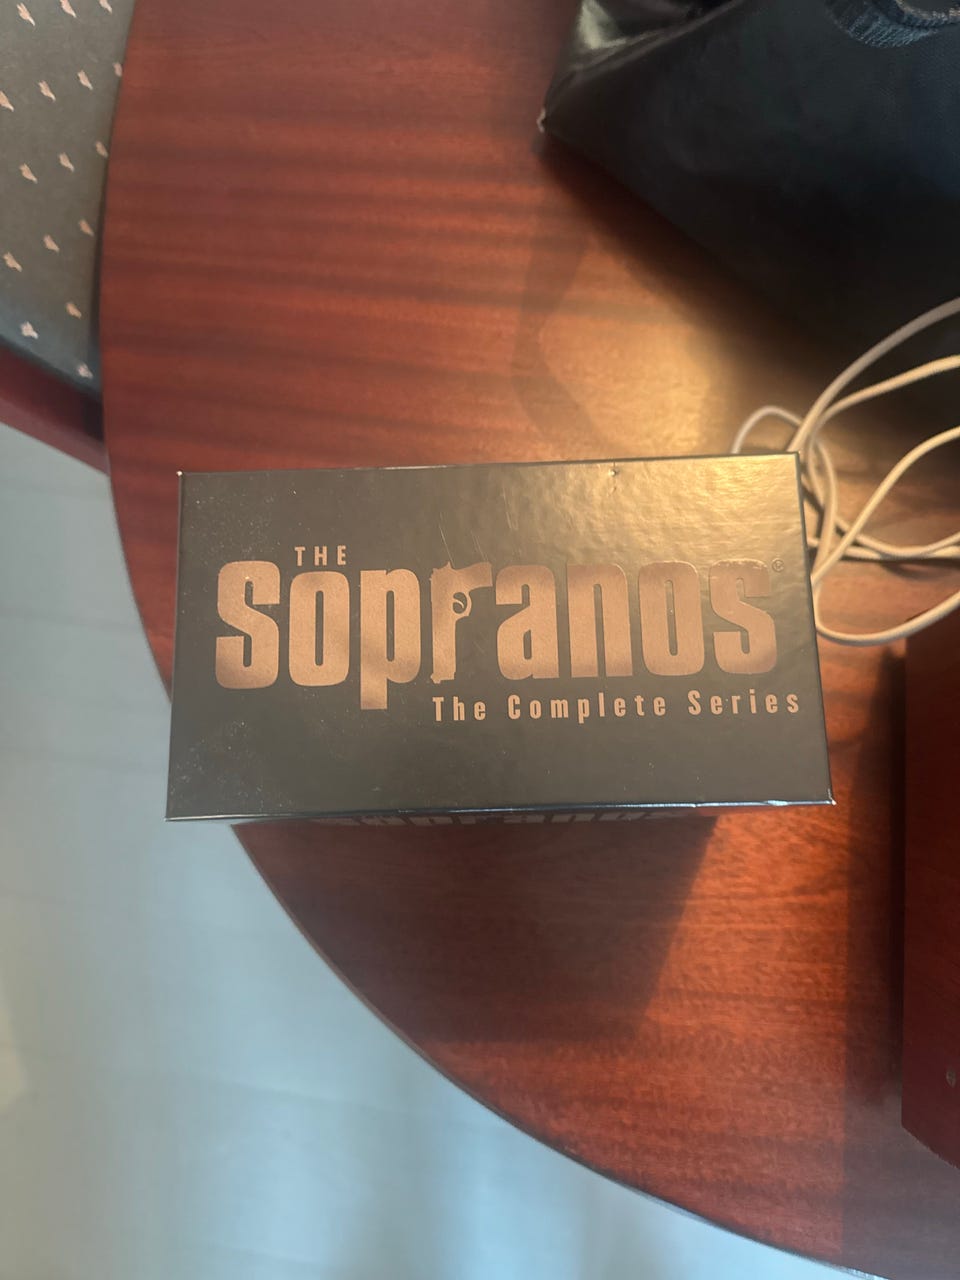 THE
Sopranos®
The Complete Series